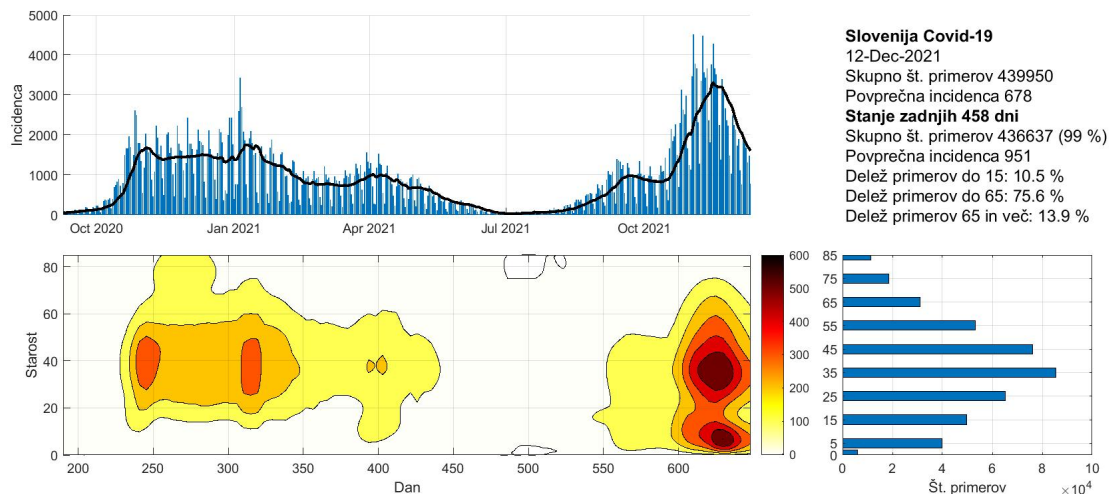 5000
4000
3000
2000
1000
0
Incidenca
Oct 2020
Jan 2021
Apr 2021
Jul 2021
Oct 2021
Slovenija Covid-19
12-Dec-2021
Skupno št. primerov 439950
Povprečna incidenca 678
Stanje zadnjih 458 dni
Skupno št. primerov 436637 (99 %)
Povprečna incidenca 951
Delež primerov do 15: 10.5 %
Delež primerov do 65: 75.6 %
Delež primerov 65 in več: 13.9 %
80
60
40
20
0
Starost
200
250
300
350
400
450
500
550
600
Dan
600
500
400
300
200
100
0
85
75
65
55
45
35
25
15
5
0
0
2
4
6
8
10
Št. primerov
×10⁴